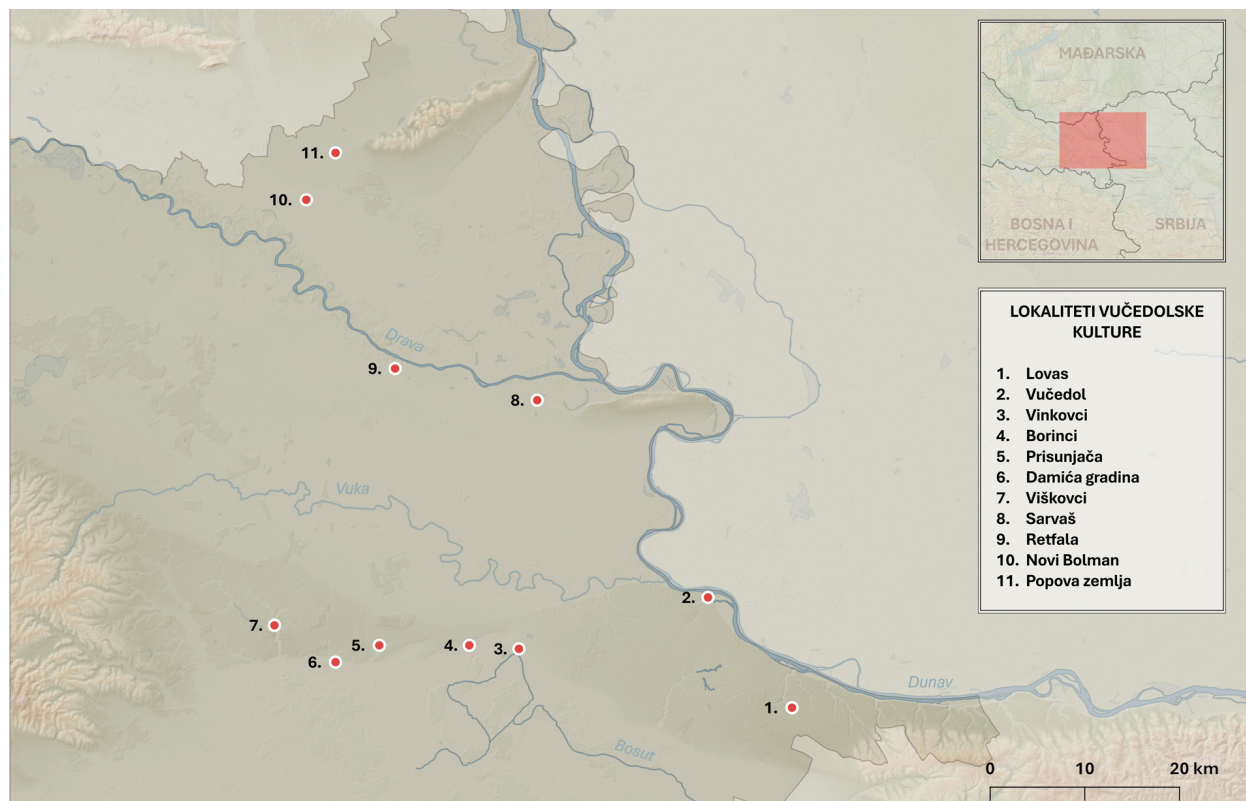 MAĐARSKA
BOSNA I
HERCEGOVINA
SRBIJA
11.
10.
Drava
9.
8.
Vuka
2.
7.
5.
4.
3.
6.
Dunav
1.
Bosut
LOKALITETI VUČEDOLSKE
KULTURE
1. Lovas
2. Vučedol
3. Vinkovci
4. Borinci
5. Prisunjača
6. Damića gradina
7. Viškovci
8. Sarvaš
9. Retfala
10. Novi Bolman
11. Popova zemlja
0 10 20 km